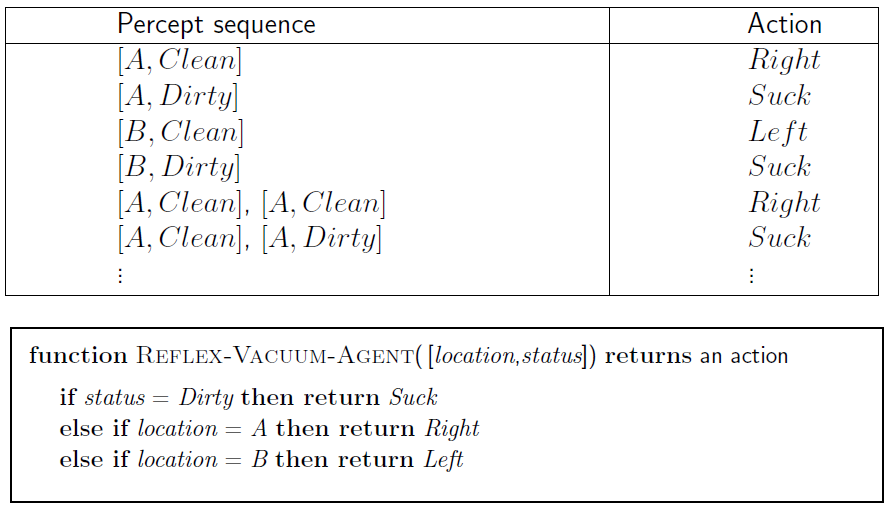 Percept sequence Action
[A, Clean] Right
[A, Dirty] Suck
[B, Clean] Left
[B, Dirty] Suck
[A, Clean], [A, Clean] Right
[A, Clean], [A, Dirty] Suck
⋮ ⋮
function REFLEX-VACUUM-AGENT( [location,status]) returns an action
if status = Dirty then return Suck
else if location = A then return Right
else if location = B then return Left